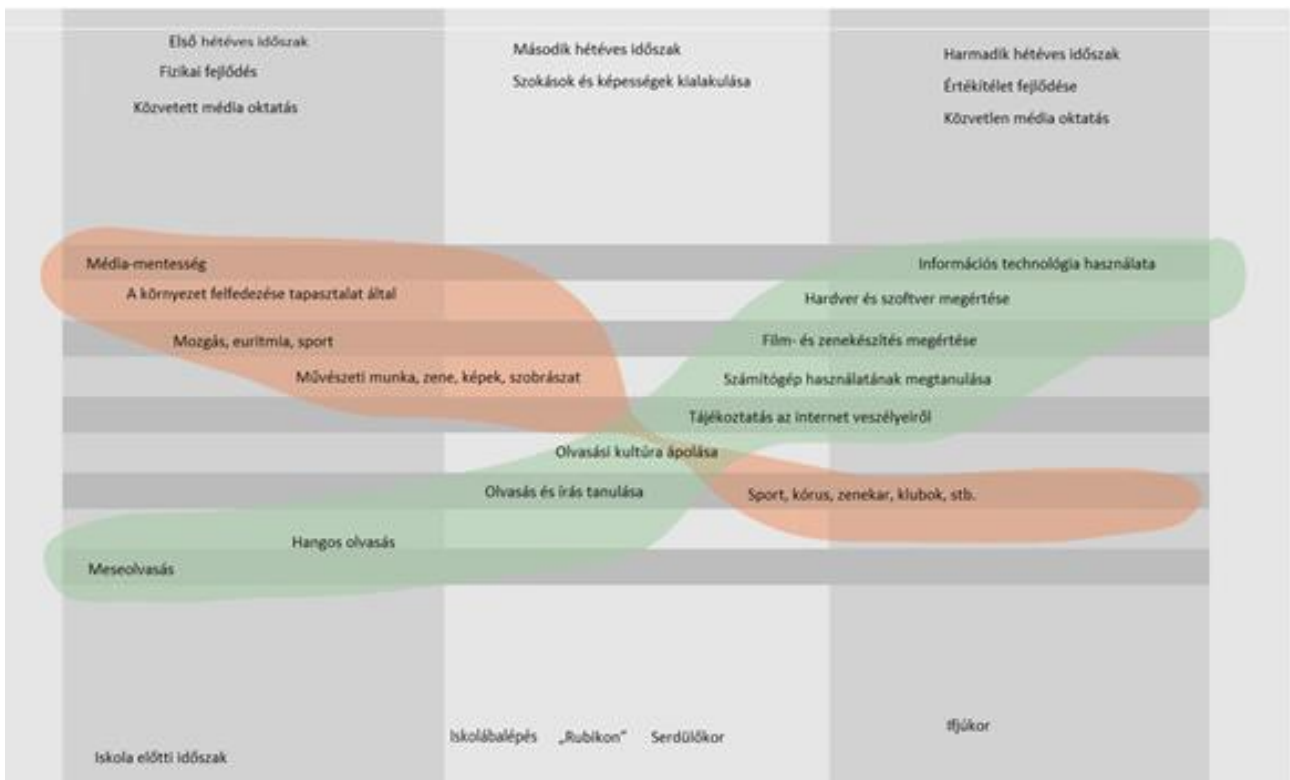 Első hétéves időszak
Fizikai fejlődés
Közvetett média oktatás
Második hétéves időszak
Szokások és képességek kialakulása
Harmadik hétéves időszak
Értékítélet fejlődése
Közvetlen média oktatás
Média-mentesség
Információs technológia használata
A környezet felfedezése tapasztalat által
Hardver és szoftver megértése
Mozgás, euritmia, sport
Film- és zenekészítés megértése
Művészeti munka, zene, képek, szobrászat
Számítógép használatának megtanulása
Tájékoztatás az internet veszélyeiről
Olvasási kultúra ápolása
Olvasás és írás tanulása
Sport, kórus, zenekar, klubok, stb.
Hangos olvasás
Meseolvasás
Iskola előtti időszak
Iskolábalépés
„Rubikon"
Serdülőkor
Ifjúkor